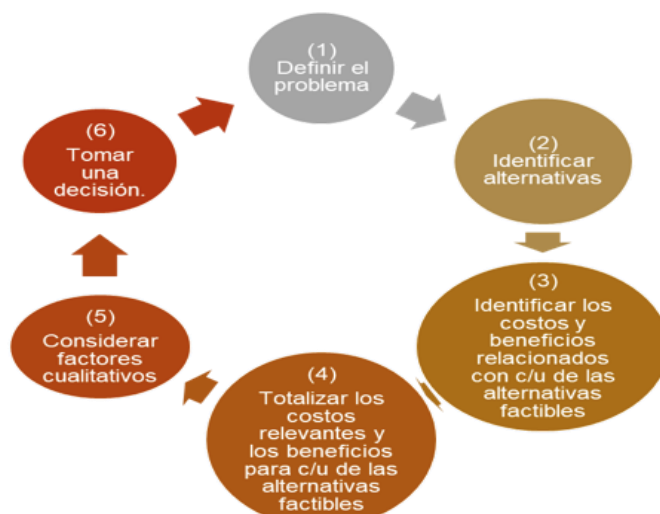 (1)
Definir el
problema
(2)
Identificar
alternativas
(3)
Identificar los
costos y
beneficios
relacionados
con c/u de las
alternativas
factibles
(4)
Totalizar los
costos
relevantes y
los beneficios
para c/u de las
alternativas
factibles
(5)
Considerar
factores
cualitativos
(6)
Tomar
una
decisión.